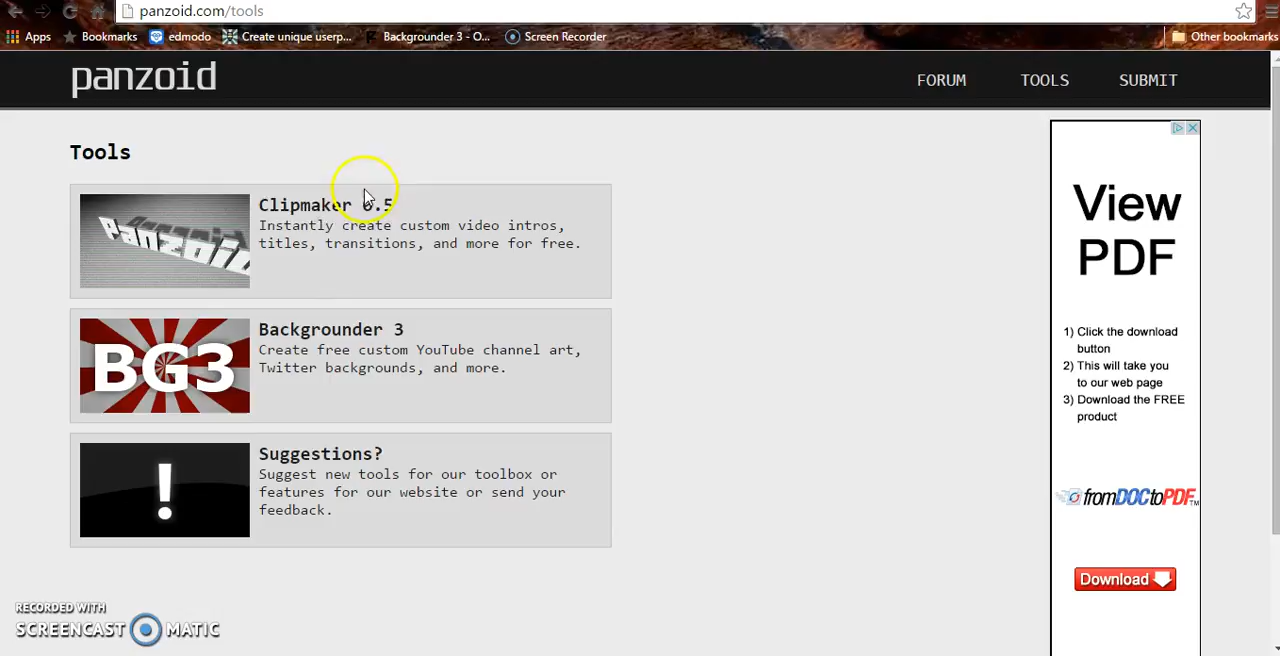 panzoid.com/tools
Apps Bookmarks edmodo Create unique userp... Backgrounder 3 - O... Screen Recorder Other bookmarks
panzoid FORUM TOOLS SUBMIT
Tools
Panzoid
Clipmaker 0.5
Instantly create custom video intros,
titles, transitions, and more for free.
BG3
Backgrounder 3
Create free custom YouTube channel art,
Twitter backgrounds, and more.
!
Suggestions?
Suggest new tools for our toolbox or
features for our website or send your
feedback.
View
PDF
1) Click the download
button
2) This will take you
to our web page
3) Download the FREE
product
fromDOCtoPDF™
Download
RECORDED WITH
SCREENCAST MATIC